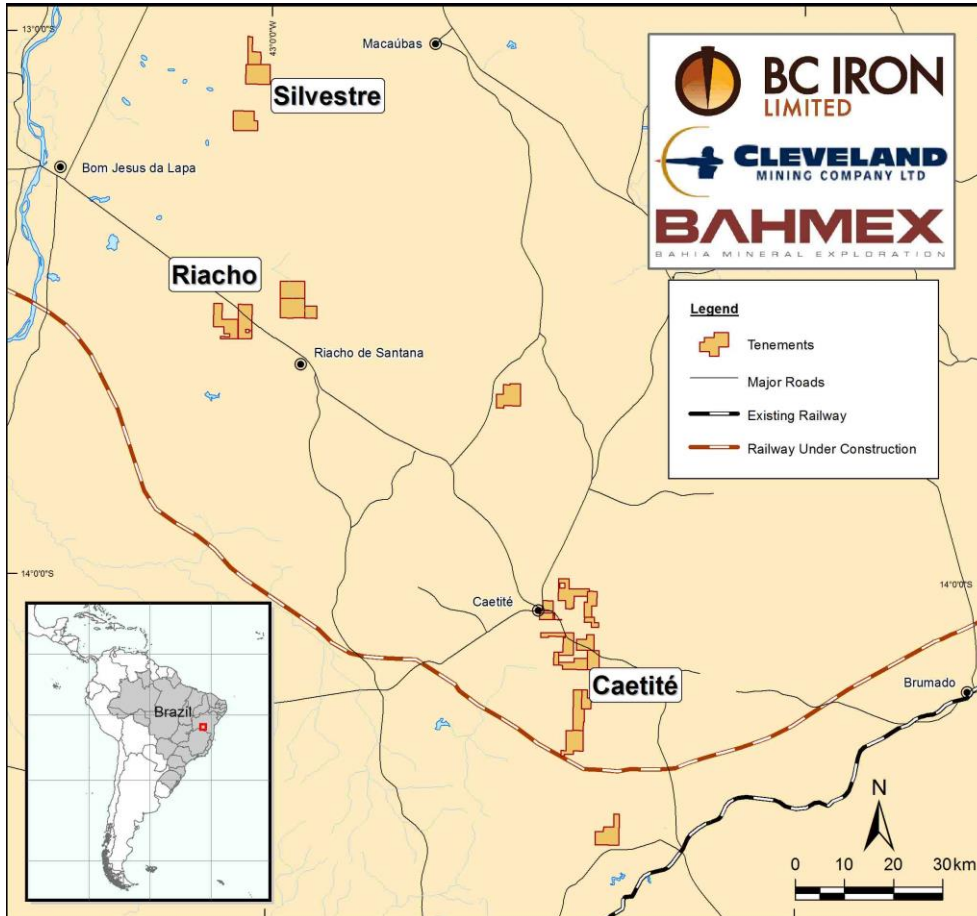 13°0'0"S
43°0'0"W
Macaúbas
Silvestre
Bom Jesus da Lapa
BC IRON
LIMITED
CLEVELAND
MINING COMPANY LTD
BAHMEX
BAHIA MINERAL EXPLORATION
Riacho
Riacho de Santana
Legend
Tenements
Major Roads
Existing Railway
Railway Under Construction
14°0'0"S
14°0'0"S
Caetité
Caetité
Brumado
Brazil
N
0 10 20 30 km